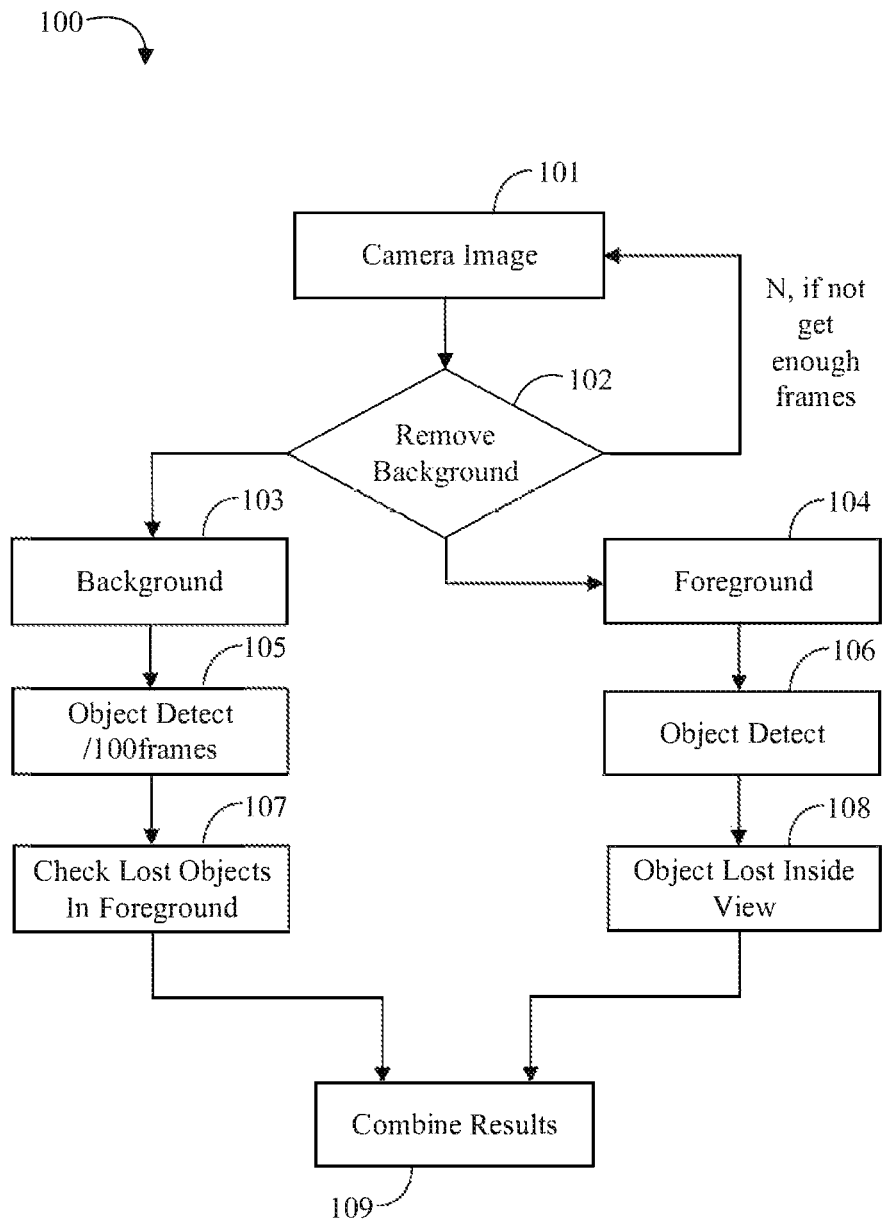 100
101
Camera Image
N, if not
get
enough
frames
102
Remove
Background
103
Background
104
Foreground
105
Object Detect
/100frames
106
Object Detect
107
Check Lost Objects
In Foreground
108
Object Lost Inside
View
Combine Results
109